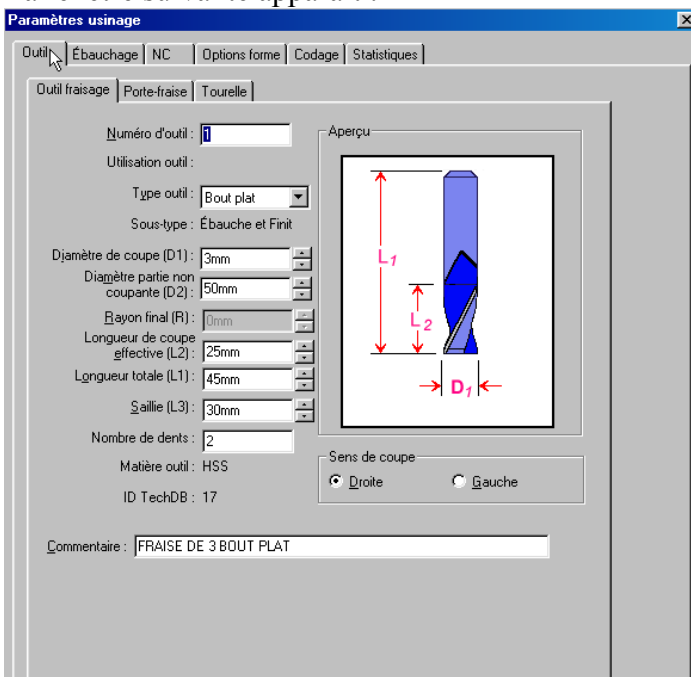 Paramètres usinage
Outil Ébauchage NC Options forme Codage Statistiques
Outil fraisage Porte-fraise Tourelle
Numéro d'outil : 1
Utilisation outil :
Type outil : Bout plat
Sous-type : Ébauche et Finit
Diamètre de coupe (D1) : 3mm
Diamètre partie non
coupante (D2) : 50mm
Rayon final (R) : 0mm
Longueur de coupe
effective (L2) : 25mm
Longueur totale (L1) : 45mm
Saillie (L3) : 30mm
Nombre de dents : 2
Matière outil : HSS
ID TechDB : 17
Aperçu
L1
L2
D1
Sens de coupe
Droite Gauche
Commentaire : FRAISE DE 3 BOUT PLAT